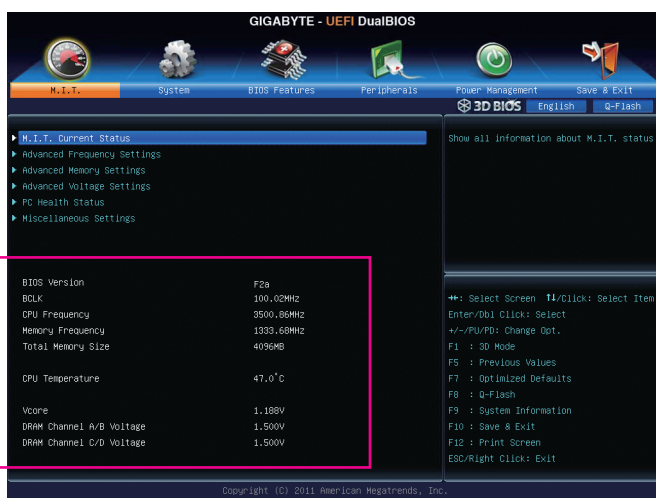 GIGABYTE - UEFI DualBIOS
M.I.T. System BIOS Features Peripherals Power Management Save & Exit
3D BIOS English Q-Flash
M.I.T. Current Status
Advanced Frequency Settings
Advanced Memory Settings
Advanced Voltage Settings
PC Health Status
Miscellaneous Settings
Show all information about M.I.T. status
BIOS Version F2a
BCLK 100.02MHz
CPU Frequency 3500.86MHz
Memory Frequency 1333.68MHz
Total Memory Size 4096MB
CPU Temperature 47.0°C
Vcore 1.188V
DRAM Channel A/B Voltage 1.500V
DRAM Channel C/D Voltage 1.500V
→←: Select Screen ↑↓/Click: Select Item
Enter/Dbl Click: Select
+/-/PU/PD: Change Opt.
F1 : 3D Mode
F5 : Previous Values
F7 : Optimized Defaults
F8 : Q-Flash
F9 : System Information
F10 : Save & Exit
F12 : Print Screen
ESC/Right Click: Exit
Copyright (C) 2011 American Megatrends, Inc.